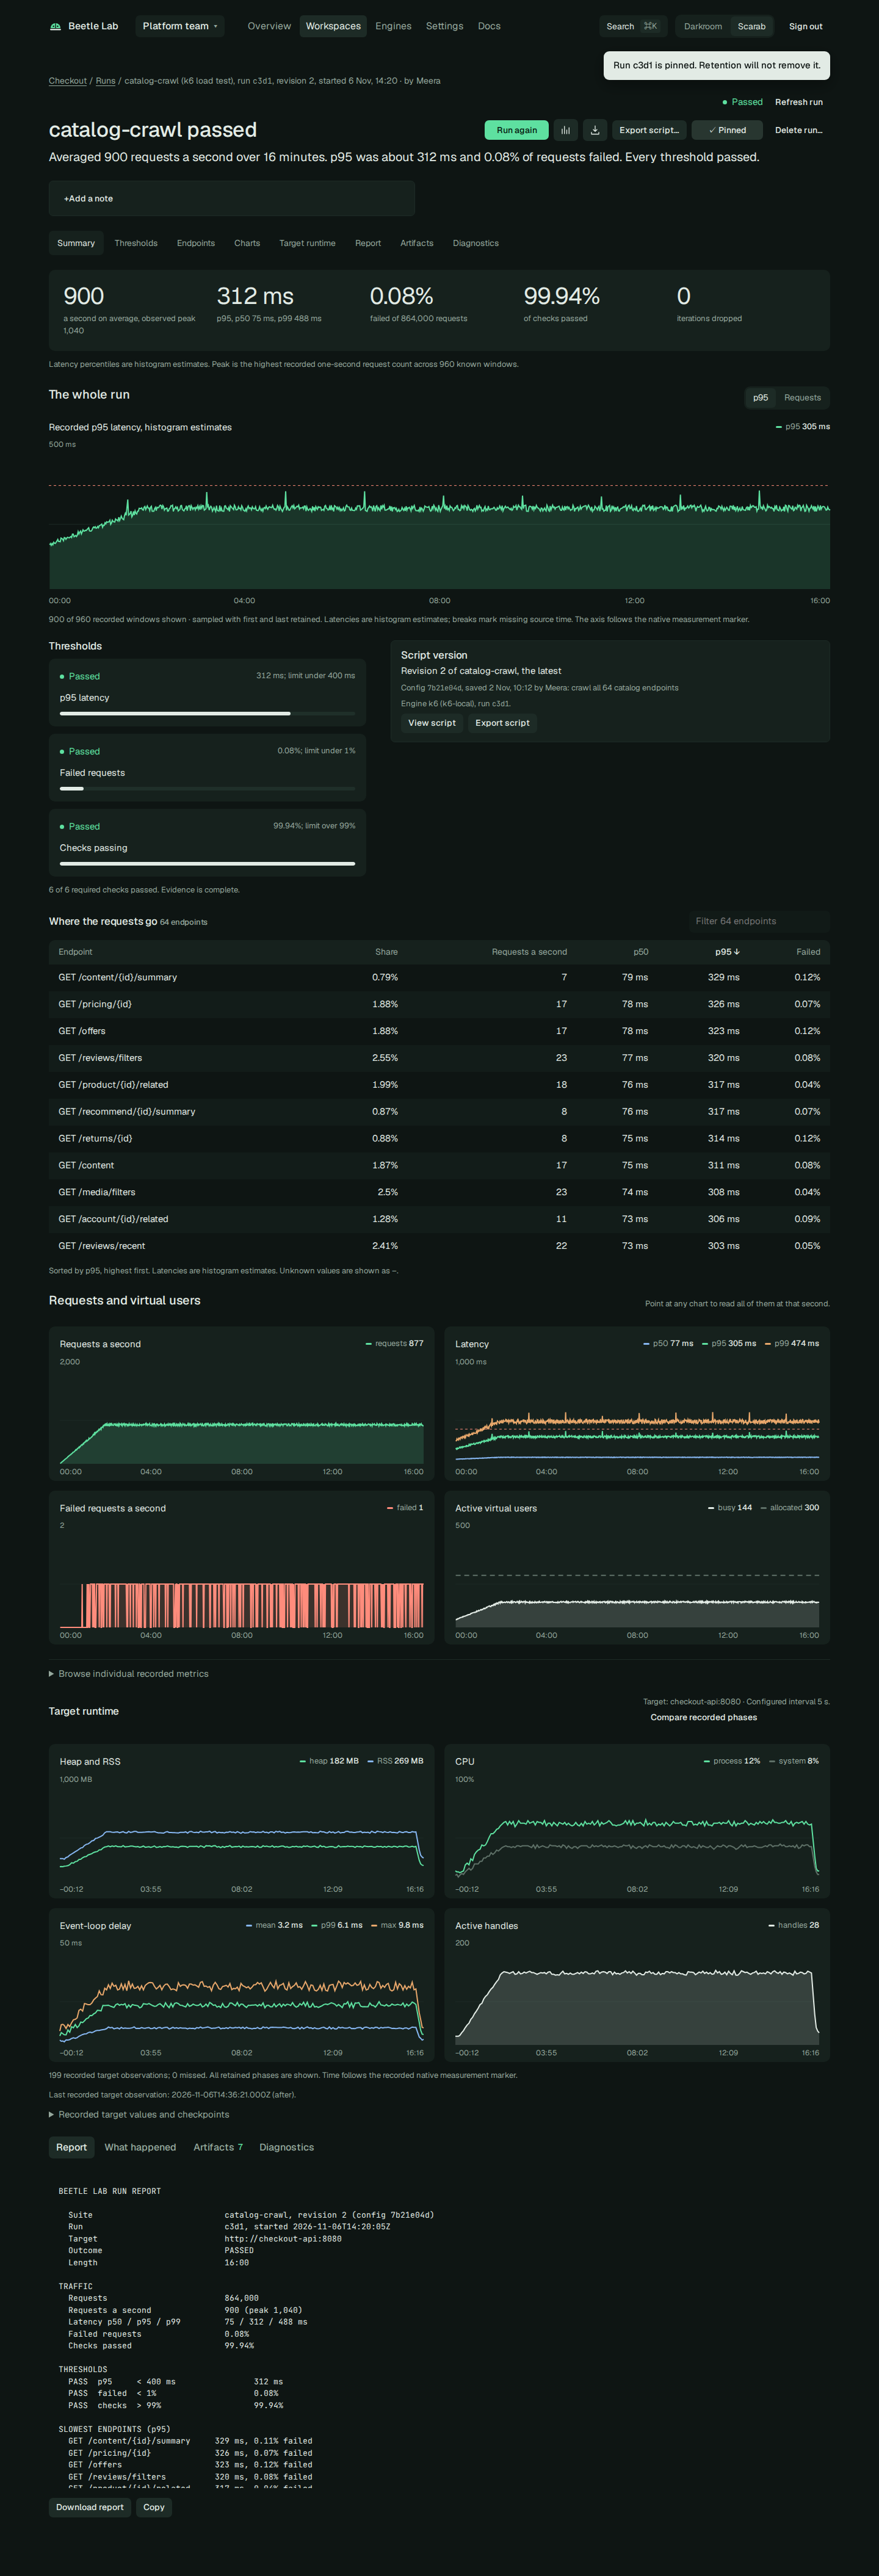 Beetle Lab
Platform team
Overview Workspaces Engines Settings Docs
Search ⌘K
Darkroom Scarab
Sign out
Run c3d1 is pinned. Retention will not remove it.
Checkout / Runs / catalog-crawl (k6 load test), run c3d1, revision 2, started 6 Nov, 14:20 · by Meera
Passed Refresh run
catalog-crawl passed
Run again Export script... ✓ Pinned Delete run...
Averaged 900 requests a second over 16 minutes. p95 was about 312 ms and 0.08% of requests failed. Every threshold passed.
+Add a note
Summary Thresholds Endpoints Charts Target runtime Report Artifacts Diagnostics
900 312 ms 0.08% 99.94% 0
a second on average, observed peak 1,040
p95, p50 75 ms, p99 488 ms
failed of 864,000 requests
of checks passed
iterations dropped
Latency percentiles are histogram estimates. Peak is the highest recorded one-second request count across 960 known windows.
The whole run
p95 Requests
Recorded p95 latency, histogram estimates
p95 305 ms
500 ms
00:00 04:00 08:00 12:00 16:00
900 of 960 recorded windows shown · sampled with first and last retained. Latencies are histogram estimates; breaks mark missing source time. The axis follows the native measurement marker.
Thresholds
Passed 312 ms; limit under 400 ms
p95 latency
Passed 0.08%; limit under 1%
Failed requests
Passed 99.94%; limit over 99%
Checks passing
6 of 6 required checks passed. Evidence is complete.
Script version
Revision 2 of catalog-crawl, the latest
Config 7b21e04d, saved 2 Nov, 10:12 by Meera: crawl all 64 catalog endpoints
Engine k6 (k6-local), run c3d1.
View script Export script
Where the requests go 64 endpoints
Filter 64 endpoints
Endpoint Share Requests a second p50 p95 ↓ Failed
GET /content/{id}/summary 0.79% 7 79 ms 329 ms 0.12%
GET /pricing/{id} 1.88% 17 78 ms 326 ms 0.07%
GET /offers 1.88% 17 78 ms 323 ms 0.12%
GET /reviews/filters 2.55% 23 77 ms 320 ms 0.08%
GET /product/{id}/related 1.99% 18 76 ms 317 ms 0.04%
GET /recommend/{id}/summary 0.87% 8 76 ms 317 ms 0.07%
GET /returns/{id} 0.88% 8 75 ms 314 ms 0.12%
GET /content 1.87% 17 75 ms 311 ms 0.08%
GET /media/filters 2.5% 23 74 ms 308 ms 0.04%
GET /account/{id}/related 1.28% 11 73 ms 306 ms 0.09%
GET /reviews/recent 2.41% 22 73 ms 303 ms 0.05%
Sorted by p95, highest first. Latencies are histogram estimates. Unknown values are shown as –.
Requests and virtual users
Point at any chart to read all of them at that second.
Requests a second requests 877
2,000
00:00 04:00 08:00 12:00 16:00
Latency p50 77 ms p95 305 ms p99 474 ms
1,000 ms
00:00 04:00 08:00 12:00 16:00
Failed requests a second failed 1
2
00:00 04:00 08:00 12:00 16:00
Active virtual users busy 144 allocated 300
500
00:00 04:00 08:00 12:00 16:00
Browse individual recorded metrics
Target runtime
Target: checkout-api:8080 · Configured interval 5 s.
Compare recorded phases
Heap and RSS heap 182 MB RSS 269 MB
1,000 MB
−00:12 03:55 08:02 12:09 16:16
CPU process 12% system 8%
100%
−00:12 03:55 08:02 12:09 16:16
Event-loop delay mean 3.2 ms p99 6.1 ms max 9.8 ms
50 ms
−00:12 03:55 08:02 12:09 16:16
Active handles handles 28
200
−00:12 03:55 08:02 12:09 16:16
199 recorded target observations; 0 missed. All retained phases are shown. Time follows the recorded native measurement marker.
Last recorded target observation: 2026-11-06T14:36:21.000Z (after).
Recorded target values and checkpoints
Report What happened Artifacts 7 Diagnostics
BEETLE LAB RUN REPORT
Suite catalog-crawl, revision 2 (config 7b21e04d)
Run c3d1, started 2026-11-06T14:20:05Z
Target http://checkout-api:8080
Outcome PASSED
Length 16:00
TRAFFIC
Requests 864,000
Requests a second 900 (peak 1,040)
Latency p50 / p95 / p99 75 / 312 / 488 ms
Failed requests 0.08%
Checks passed 99.94%
THRESHOLDS
PASS p95 < 400 ms 312 ms
PASS failed < 1% 0.08%
PASS checks > 99% 99.94%
SLOWEST ENDPOINTS (p95)
GET /content/{id}/summary 329 ms, 0.11% failed
GET /pricing/{id} 326 ms, 0.07% failed
GET /offers 323 ms, 0.12% failed
GET /reviews/filters 320 ms, 0.08% failed
Download report Copy